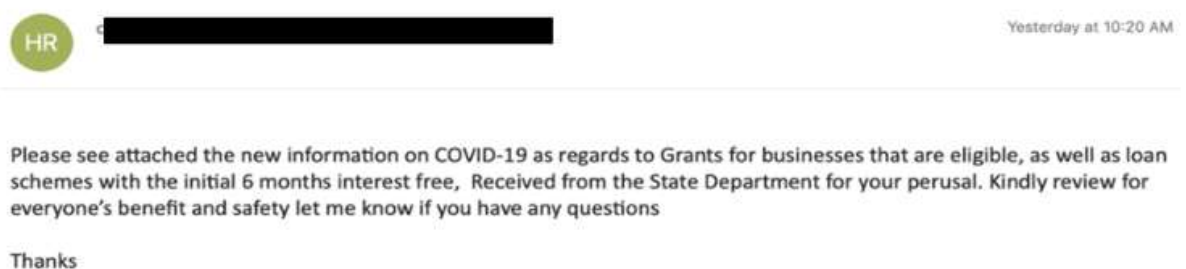 HR
Yesterday at 10:20 AM
Please see attached the new information on COVID-19 as regards to Grants for businesses that are eligible, as well as loan
schemes with the initial 6 months interest free,  Received from the State Department for your perusal. Kindly review for
everyone’s benefit and safety let me know if you have any questions
Thanks